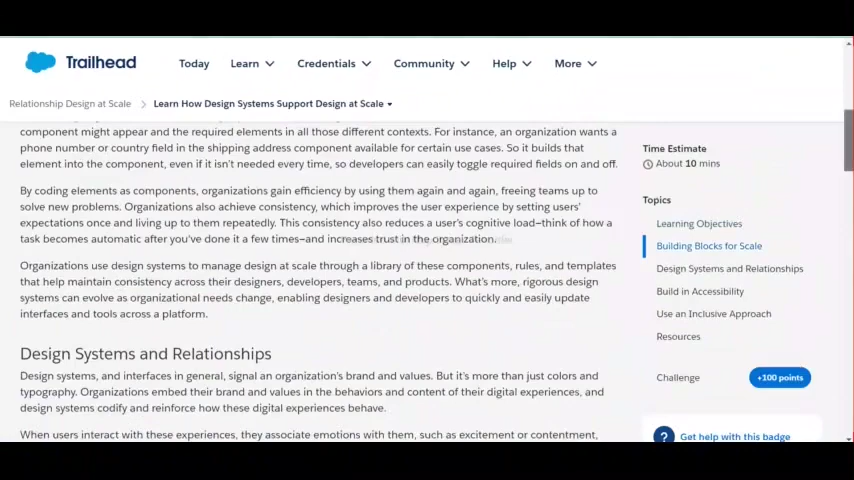 Trailhead
Today
Learn
Credentials
Community
Help
More
Relationship Design at Scale
Learn How Design Systems Support Design at Scale
component might appear and the required elements in all those different contexts. For instance, an organization wants a
phone number or country field in the shipping address component available for certain use cases. So it builds that
element into the component, even if it isn't needed every time, so developers can easily toggle required fields on and off.
By coding elements as components, organizations gain efficiency by using them again and again, freeing teams up to
solve new problems. Organizations also achieve consistency, which improves the user experience by setting users'
expectations once and living up to them repeatedly. This consistency also reduces a user's cognitive load—think of how a
task becomes automatic after you've done it a few times—and increases trust in the organization.
Organizations use design systems to manage design at scale through a library of these components, rules, and templates
that help maintain consistency across their designers, developers, teams, and products. What's more, rigorous design
systems can evolve as organizational needs change, enabling designers and developers to quickly and easily update
interfaces and tools across a platform.
Design Systems and Relationships
Design systems, and interfaces in general, signal an organization's brand and values. But it's more than just colors and
typography. Organizations embed their brand and values in the behaviors and content of their digital experiences, and
design systems codify and reinforce how these digital experiences behave.
When users interact with these experiences, they associate emotions with them, such as excitement or contentment,
Time Estimate
About 10 mins
Topics
Learning Objectives
Building Blocks for Scale
Design Systems and Relationships
Build in Accessibility
Use an Inclusive Approach
Resources
Challenge
+100 points
? Get help with this badge